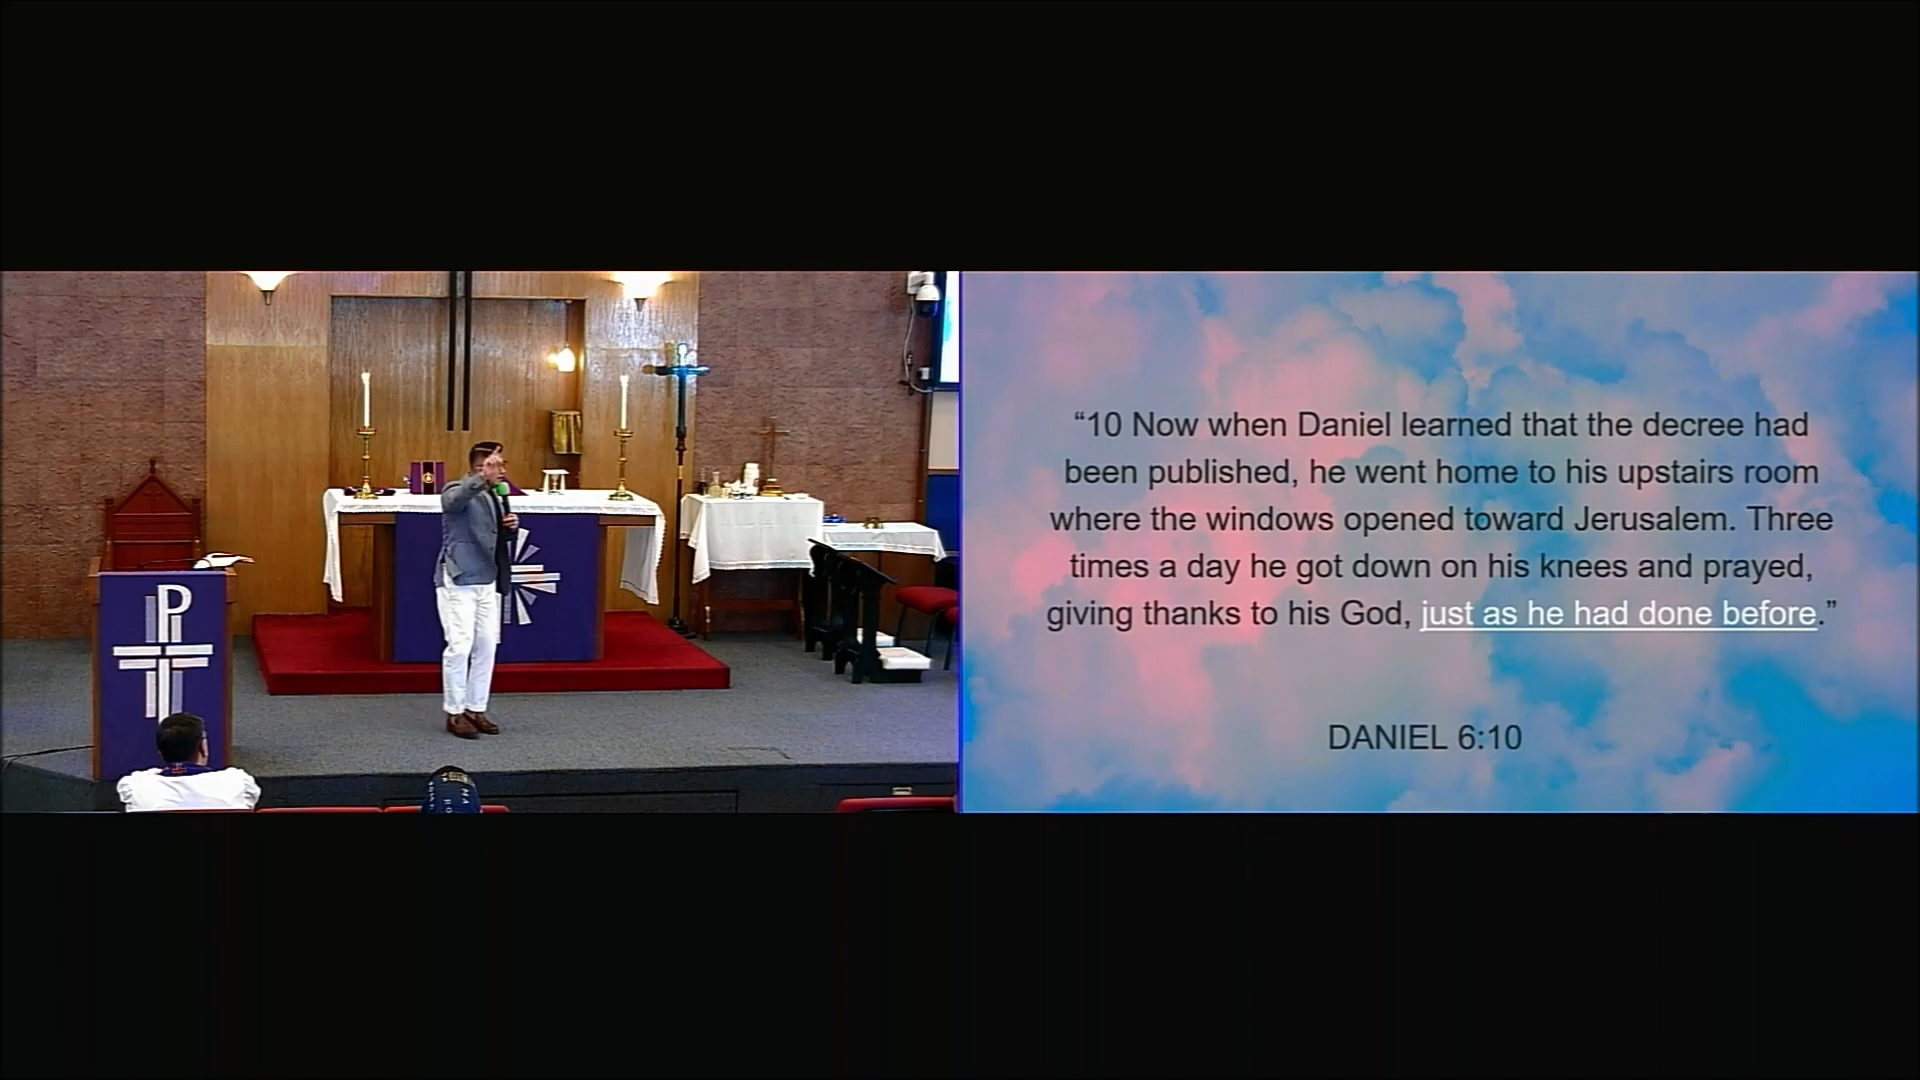 “10 Now when Daniel learned that the decree had
been published, he went home to his upstairs room
where the windows opened toward Jerusalem. Three
times a day he got down on his knees and prayed,
giving thanks to his God, just as he had done before.”
DANIEL 6:10